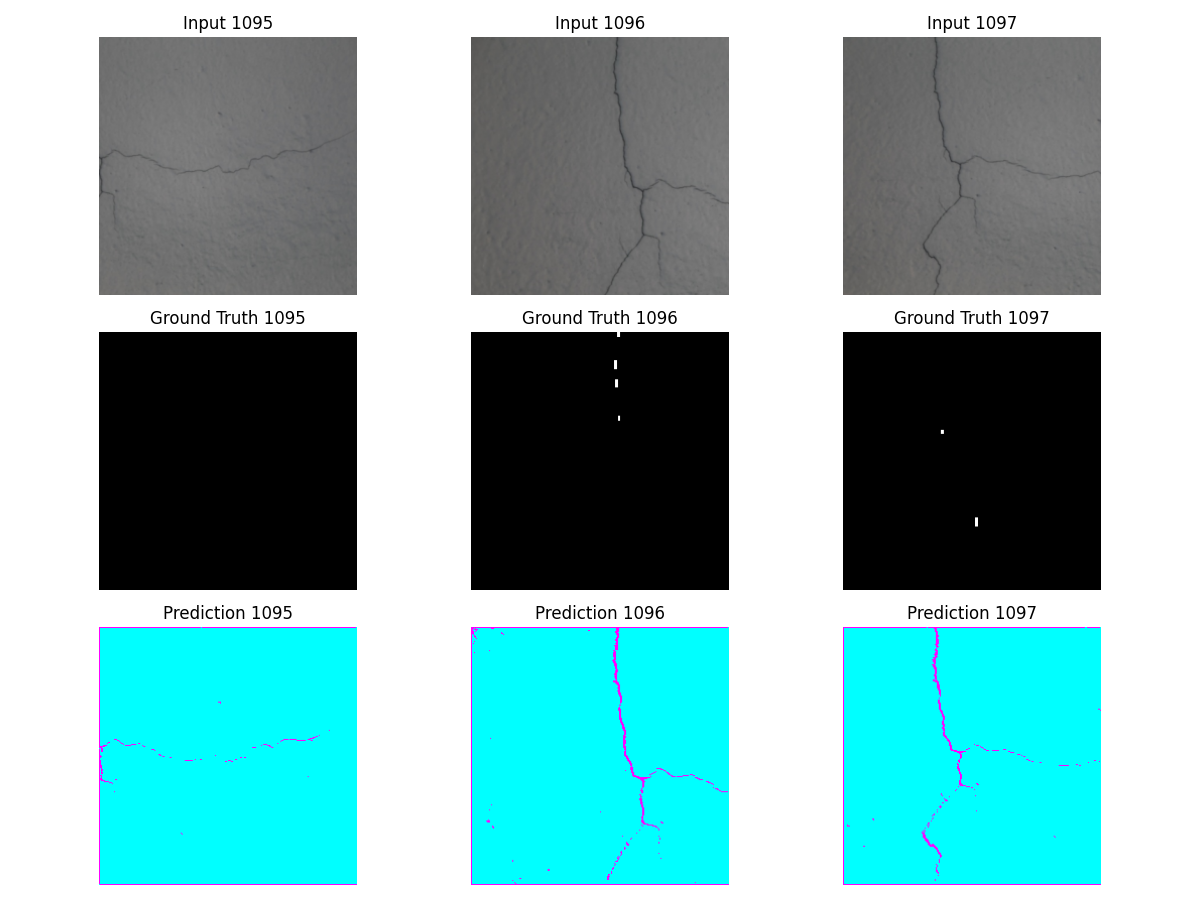 Input 1095
Input 1096
Input 1097
Ground Truth 1095
Ground Truth 1096
Ground Truth 1097
Prediction 1095
Prediction 1096
Prediction 1097